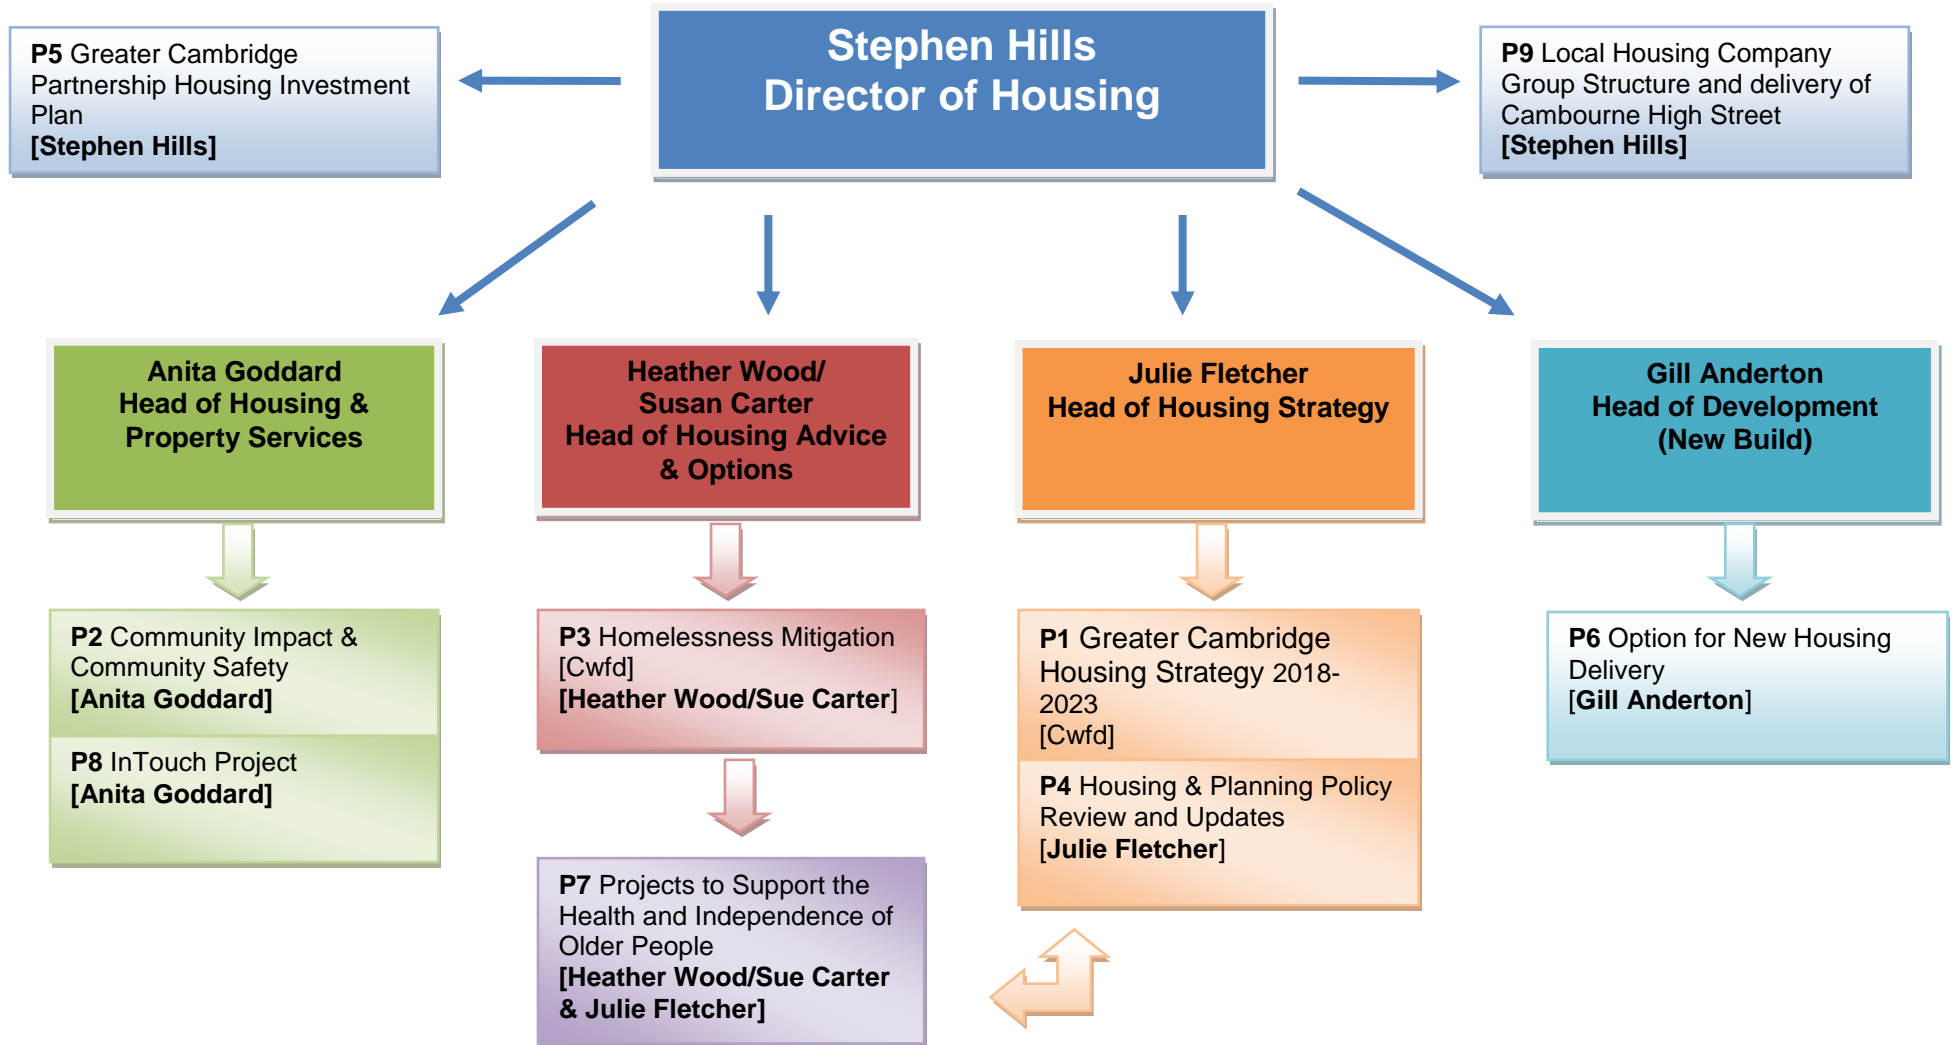 Stephen Hills
Director of Housing
P5 Greater Cambridge
Partnership Housing Investment
Plan
[Stephen Hills]
P9 Local Housing Company
Group Structure and delivery of
Cambourne High Street
[Stephen Hills]
Anita Goddard
Head of Housing &
Property Services
Heather Wood/
Susan Carter
Head of Housing Advice
& Options
Julie Fletcher
Head of Housing Strategy
Gill Anderton
Head of Development
(New Build)
P2 Community Impact &
Community Safety
[Anita Goddard]
P8 InTouch Project
[Anita Goddard]
P3 Homelessness Mitigation
[Cwfd]
[Heather Wood/Sue Carter]
P7 Projects to Support the
Health and Independence of
Older People
[Heather Wood/Sue Carter
& Julie Fletcher]
P1 Greater Cambridge
Housing Strategy 2018-
2023
[Cwfd]
P4 Housing & Planning Policy
Review and Updates
[Julie Fletcher]
P6 Option for New Housing
Delivery
[Gill Anderton]